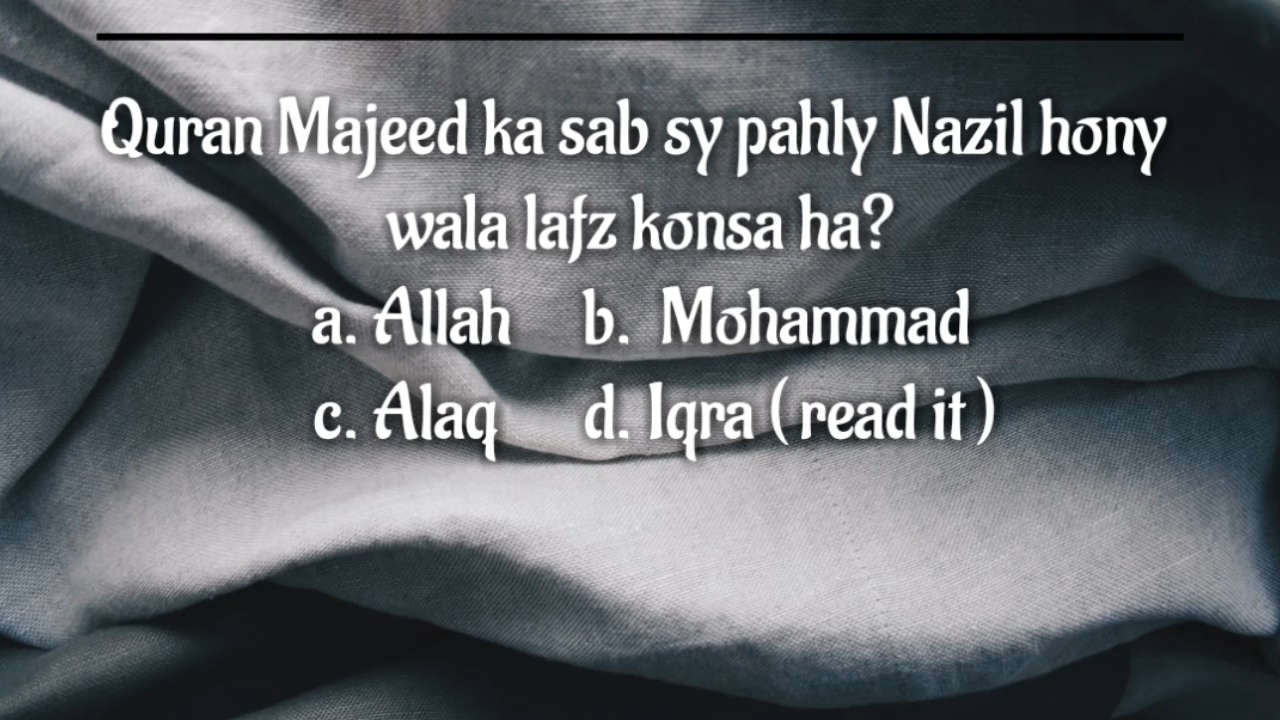 Quran Majeed ka sab sy pahly Nazil hony
wala lafz konsa ha?
a. Allah b. Mohammad
c. Alaq d. Iqra ( read it )